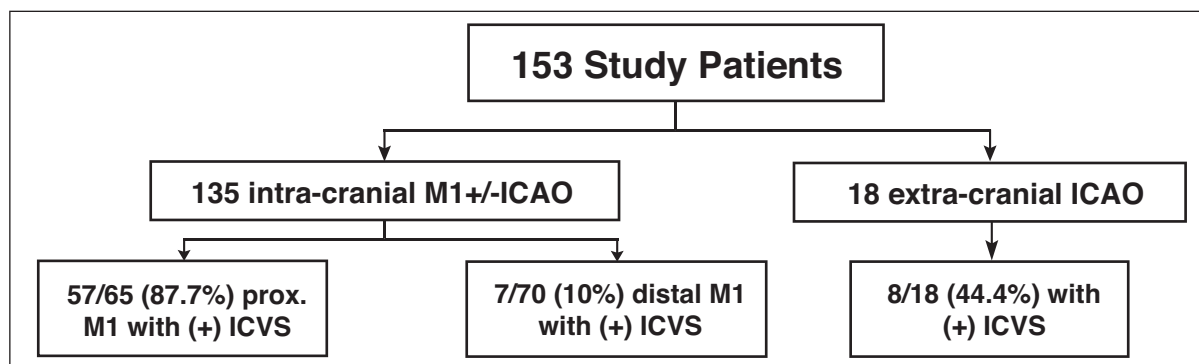 153 Study Patients
135 intra-cranial M1+/-ICAO
18 extra-cranial ICAO
57/65 (87.7%) prox.
M1 with (+) ICVS
7/70 (10%) distal M1
with (+) ICVS
8/18 (44.4%) with
(+) ICVS